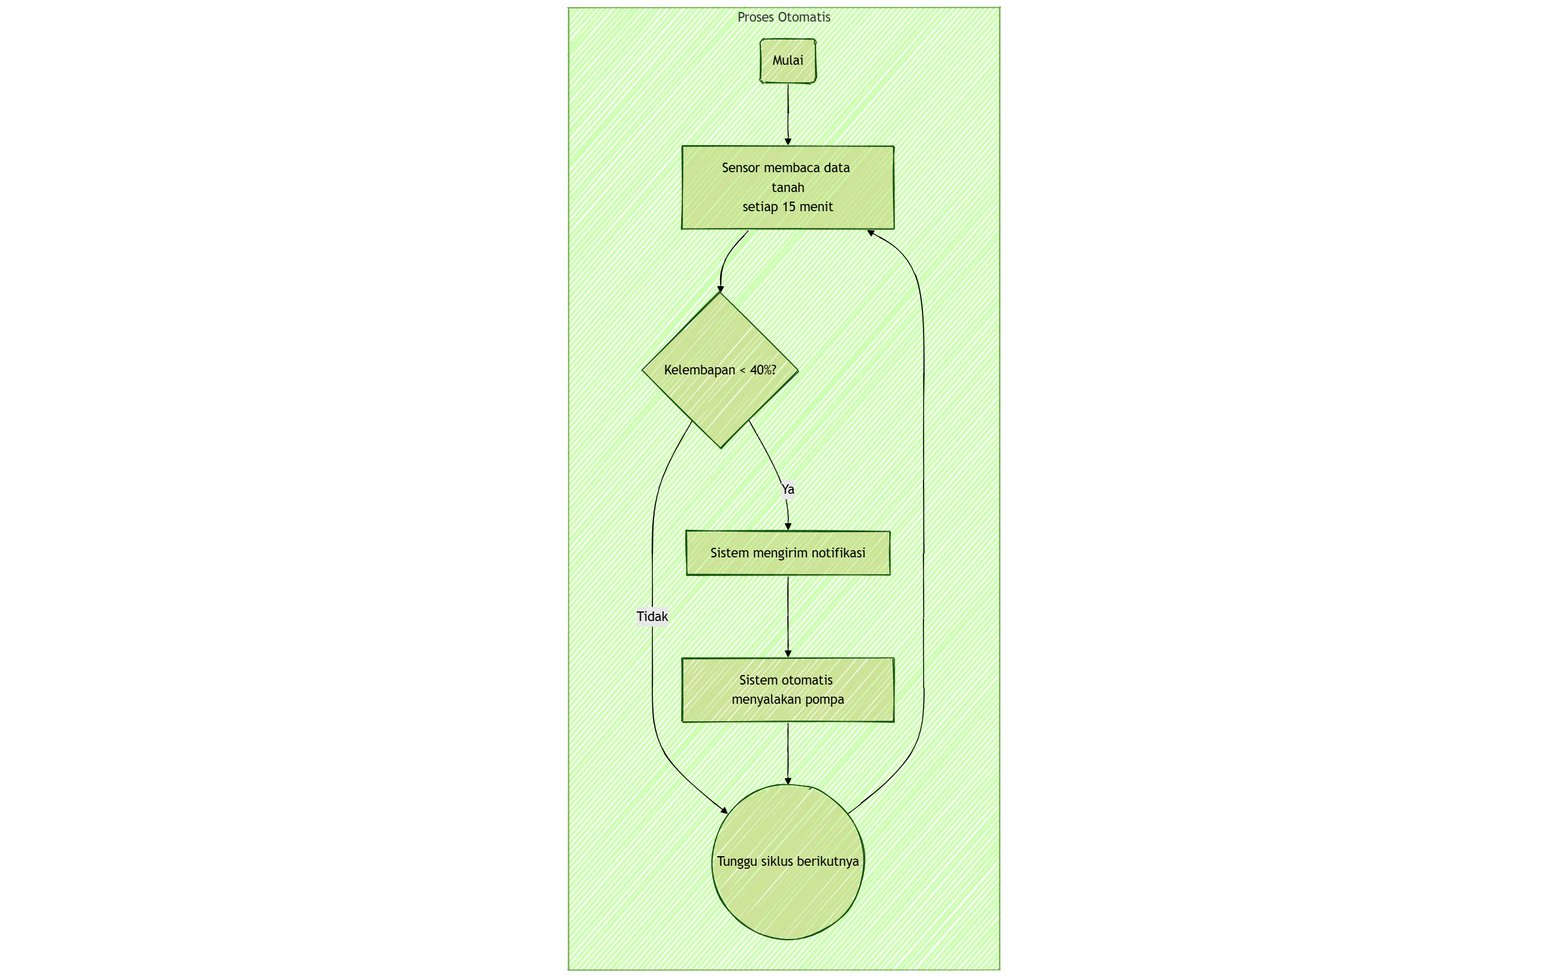 Proses Otomatis
Mulai
Sensor membaca data
tanah
setiap 15 menit
Kelembapan < 40%?
Ya
Sistem mengirim notifikasi
Tidak
Sistem otomatis
menyalakan pompa
Tunggu siklus berikutnya